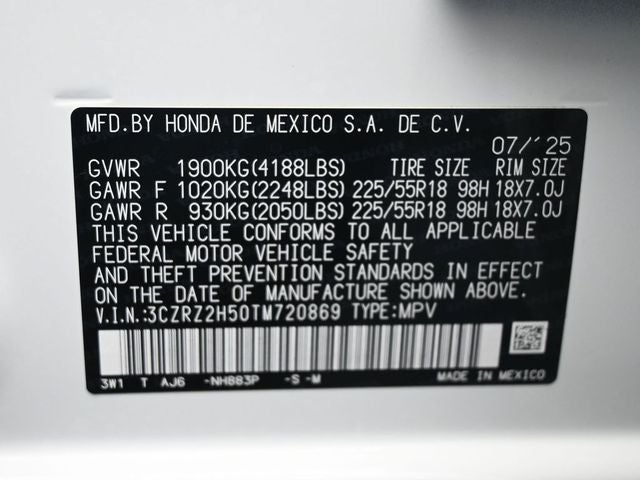 MFD.BY HONDA DE MEXICO S.A. DE C.V.
07/'25
GVWR 1900KG(4188LBS) TIRE SIZE RIM SIZE
GAWR F 1020KG(2248LBS) 225/55R18 98H 18X7.0J
GAWR R 930KG(2050LBS) 225/55R18 98H 18X7.0J
THIS VEHICLE CONFORMS TO ALL APPLICABLE
FEDERAL MOTOR VEHICLE SAFETY
AND THEFT PREVENTION STANDARDS IN EFFECT
ON THE DATE OF MANUFACTURE SHOWN ABOVE.
V.I.N.:3CZRZ2H50TM720869 TYPE:MPV
3W1 T AJ6 -NH883P -S -M MADE IN MEXICO